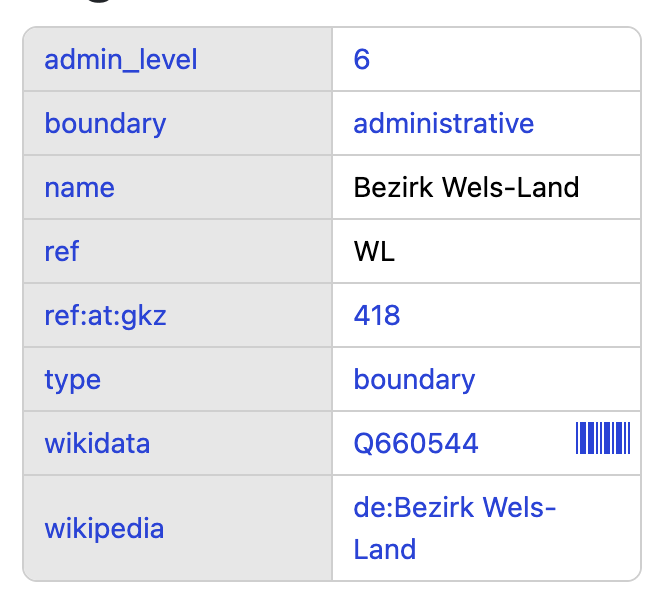 admin_level 6
boundary administrative
name Bezirk Wels-Land
ref WL
ref:at:gkz 418
type boundary
wikidata Q660544
wikipedia de:Bezirk Wels-
Land